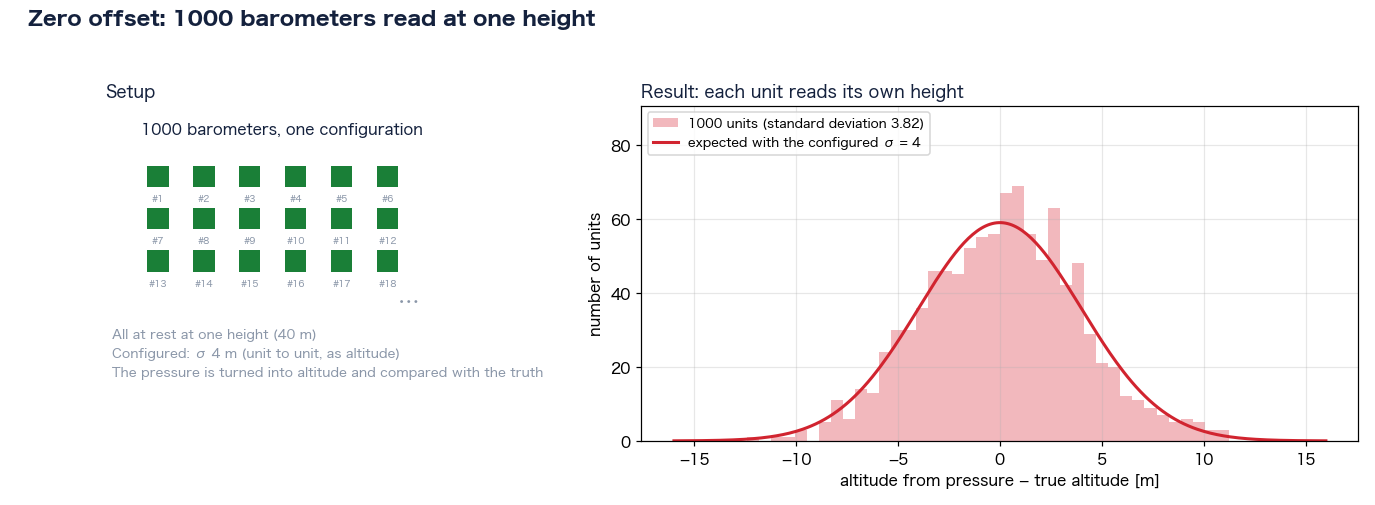 Zero offset: 1000 barometers read at one height
Setup
1000 barometers, one configuration
#1 #2 #3 #4 #5 #6
#7 #8 #9 #10 #11 #12
#13 #14 #15 #16 #17 #18
...
All at rest at one height (40 m)
Configured: σ 4 m (unit to unit, as altitude)
The pressure is turned into altitude and compared with the truth
Result: each unit reads its own height
1000 units (standard deviation 3.82)
expected with the configured σ = 4
number of units
80
60
40
20
0
−15 −10 −5 0 5 10 15
altitude from pressure − true altitude [m]